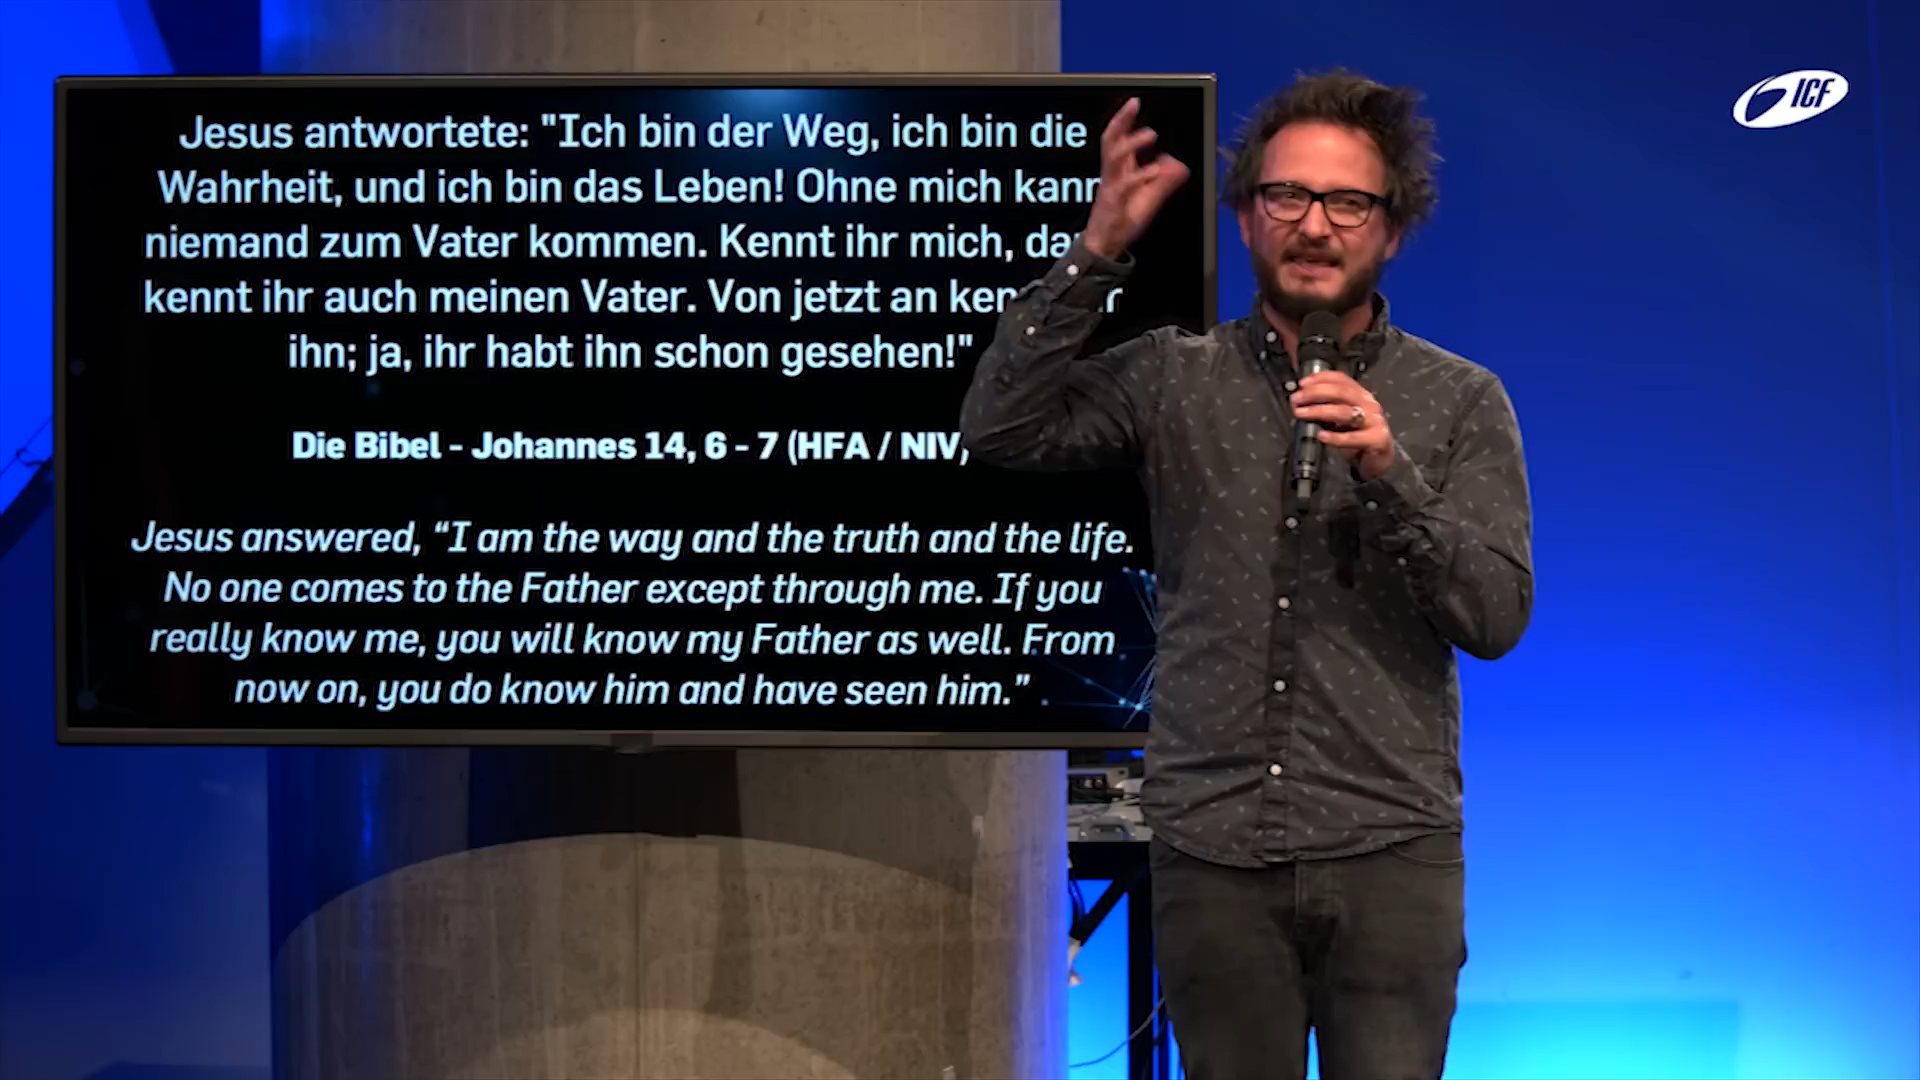 Jesus antwortete: "Ich bin der Weg, ich bin die
Wahrheit, und ich bin das Leben! Ohne mich kann
niemand zum Vater kommen. Kennt ihr mich,
kennt ihr auch meinen Vater. Von jetzt an
ihn; ja, ihr habt ihn schon gesehen!"
Die Bibel - Johannes 14, 6 - 7 (HFA / NIV)
Jesus answered, “I am the way and the truth and the life.
No one comes to the Father except through me. If you
really know me, you will know my Father as well. From
now on, you do know him and have seen him.”
ICF